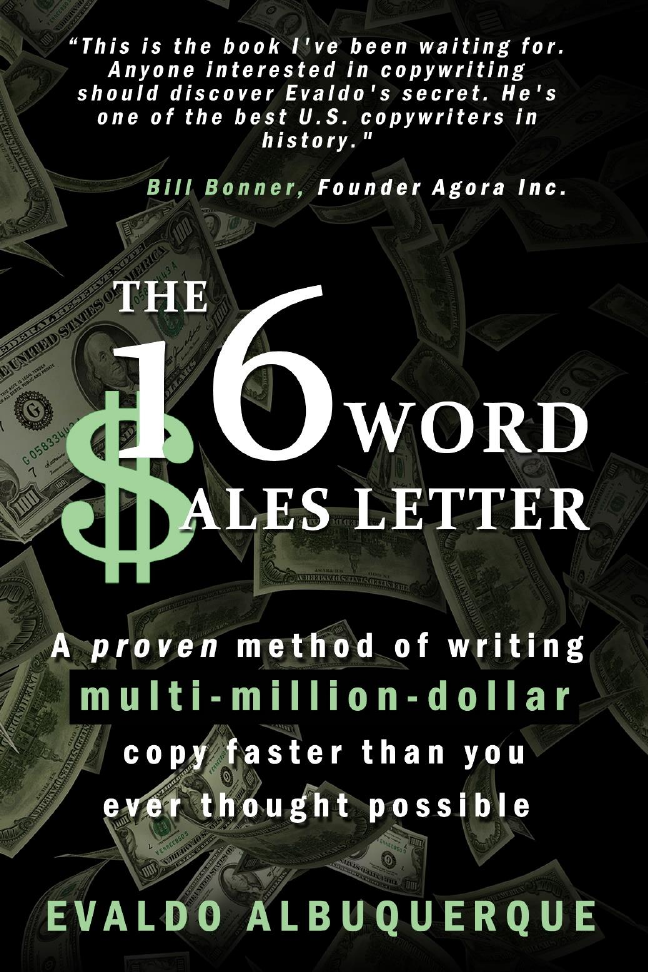 “This is the book I've been waiting for.
Anyone interested in copywriting
should discover Evaldo's secret. He's
one of the best U.S. copywriters in
history."
Bill Bonner, Founder Agora Inc.
THE
16 WORD
$ALES LETTER
A proven method of writing
multi-million-dollar
copy faster than you
ever thought possible
EVALDO ALBUQUERQUE